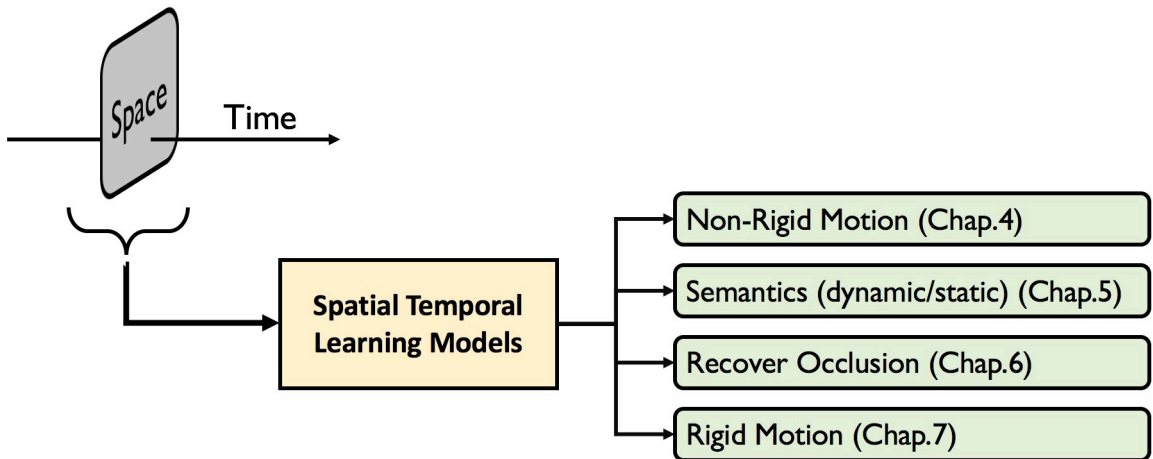 Space
Time
Non-Rigid Motion (Chap.4)
Semantics (dynamic/static) (Chap.5)
Spatial Temporal
Learning Models
Recover Occlusion (Chap.6)
Rigid Motion (Chap.7)